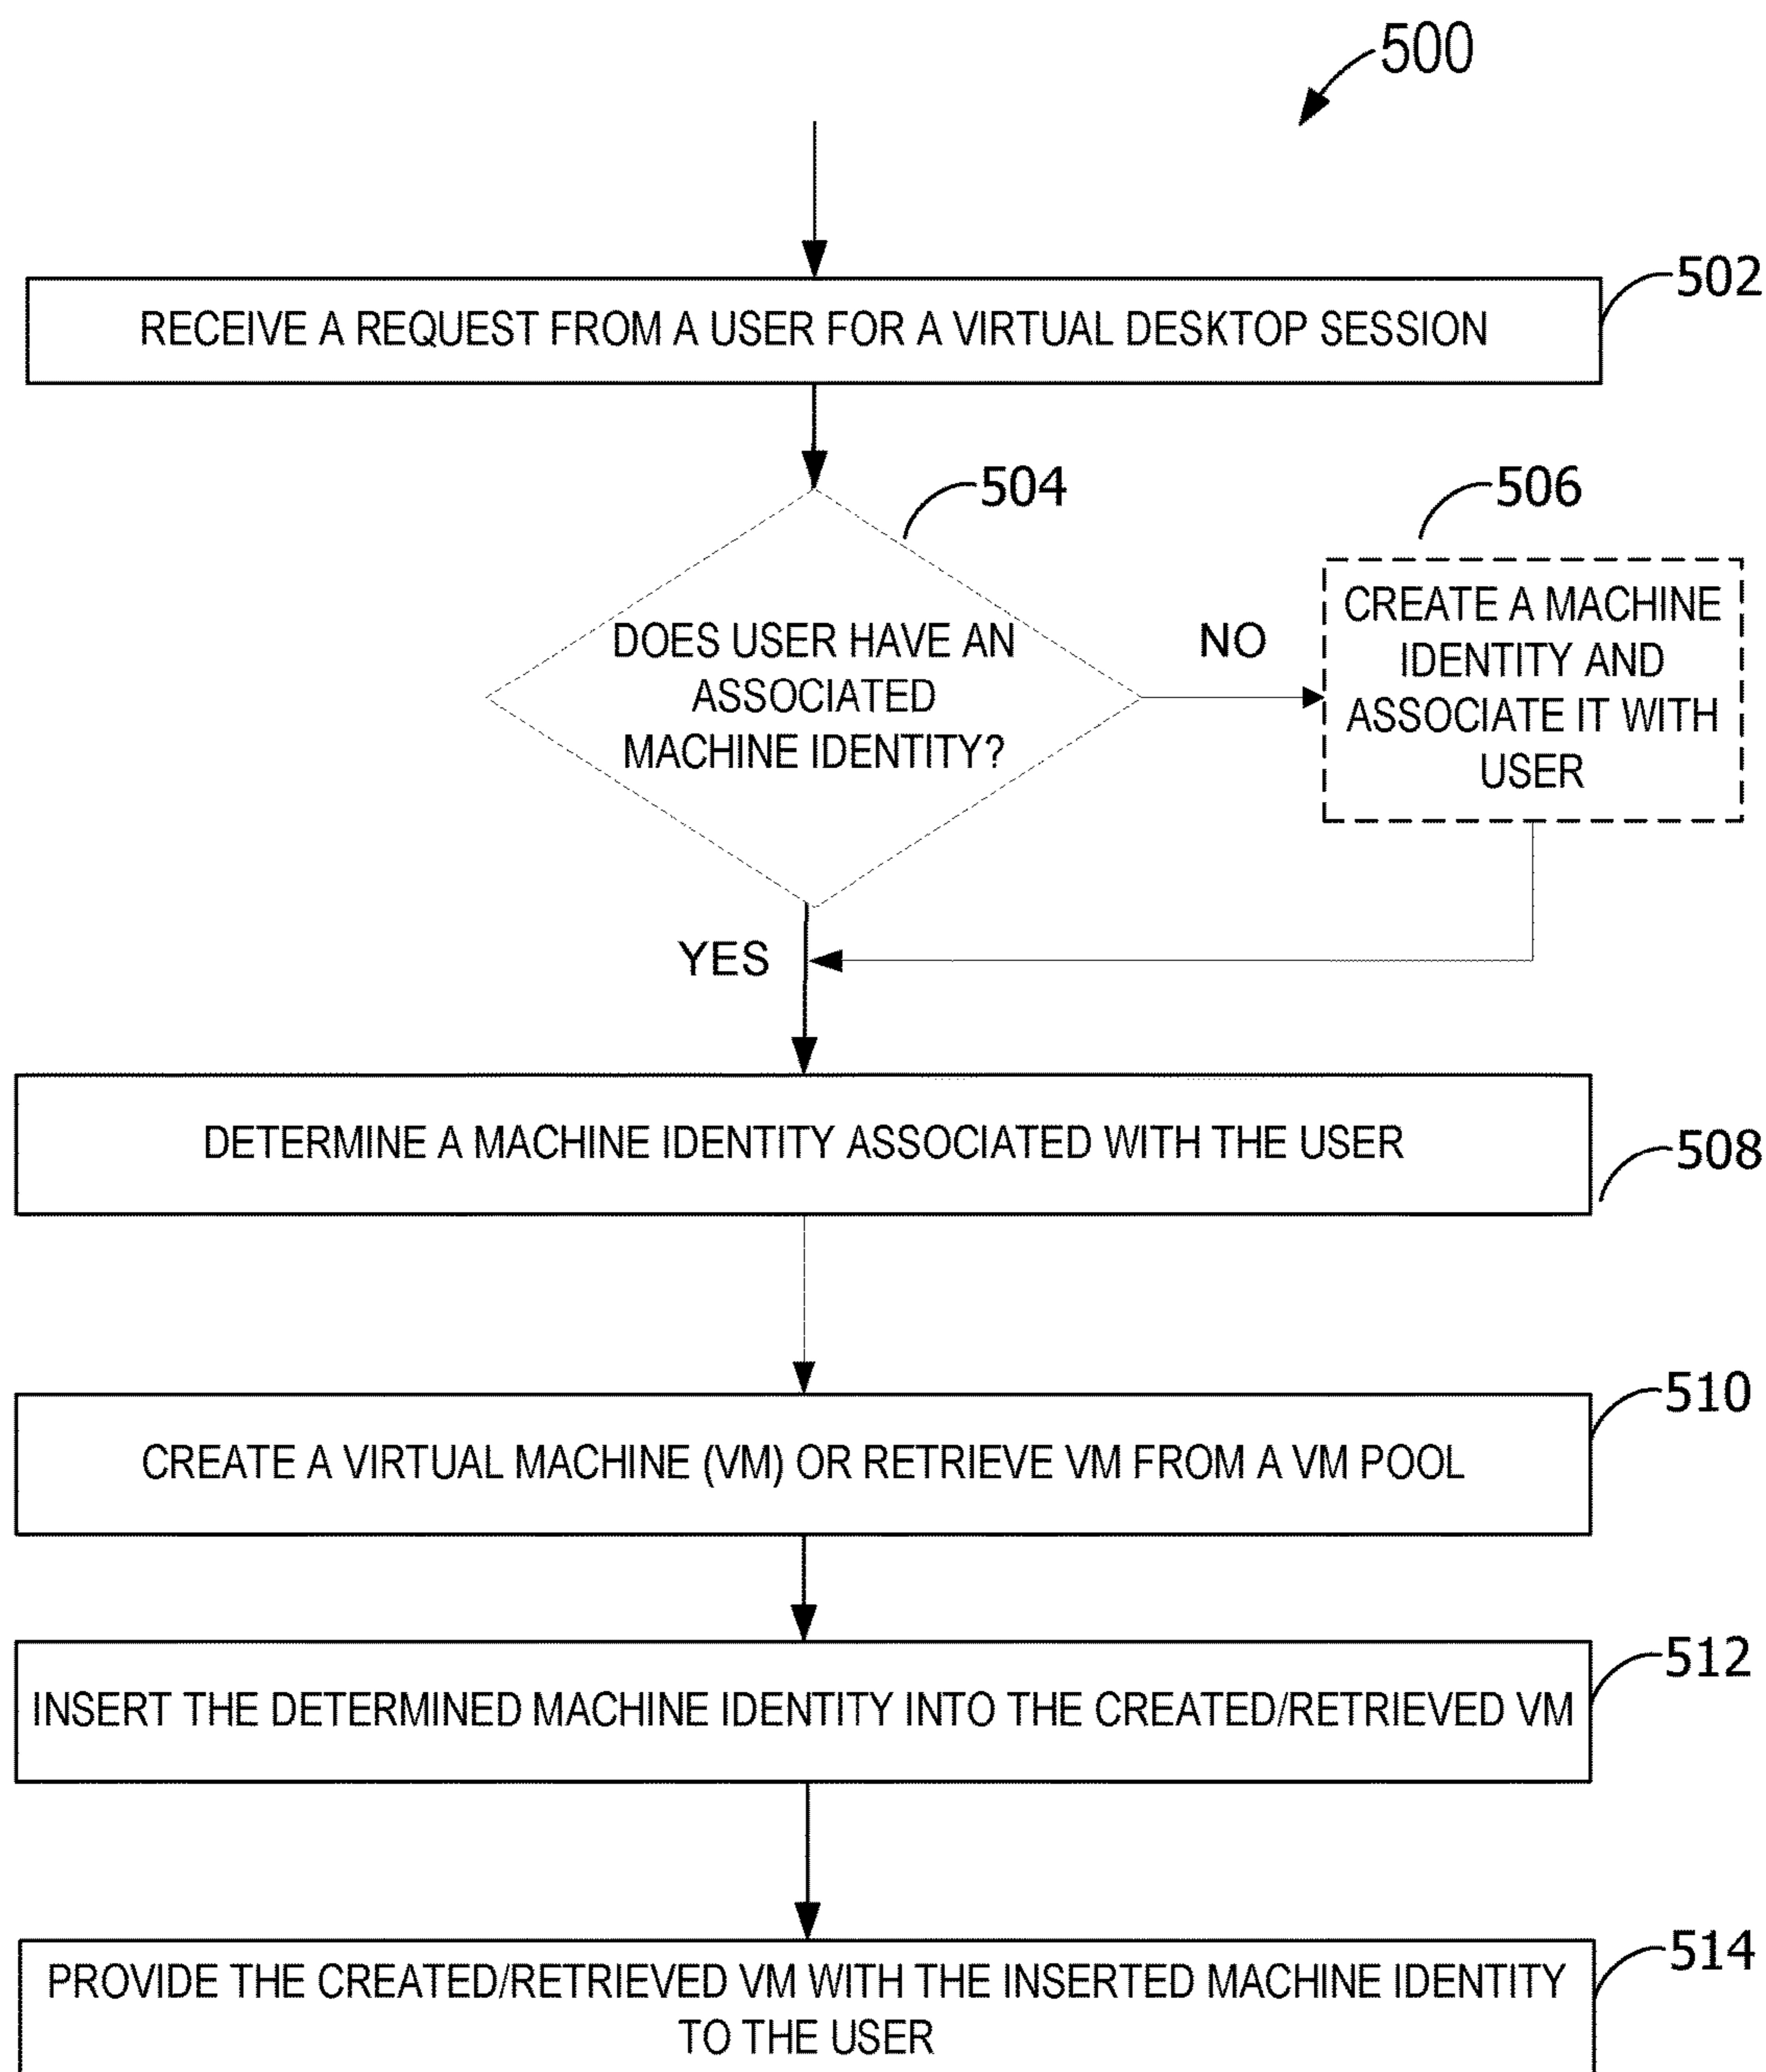 500
502
RECEIVE A REQUEST FROM A USER FOR A VIRTUAL DESKTOP SESSION
504
506
DOES USER HAVE AN
ASSOCIATED
MACHINE IDENTITY?
NO
CREATE A MACHINE
IDENTITY AND
ASSOCIATE IT WITH
USER
YES
DETERMINE A MACHINE IDENTITY ASSOCIATED WITH THE USER
508
510
CREATE A VIRTUAL MACHINE (VM) OR RETRIEVE VM FROM A VM POOL
512
INSERT THE DETERMINED MACHINE IDENTITY INTO THE CREATED/RETRIEVED VM
514
PROVIDE THE CREATED/RETRIEVED VM WITH THE INSERTED MACHINE IDENTITY
TO THE USER